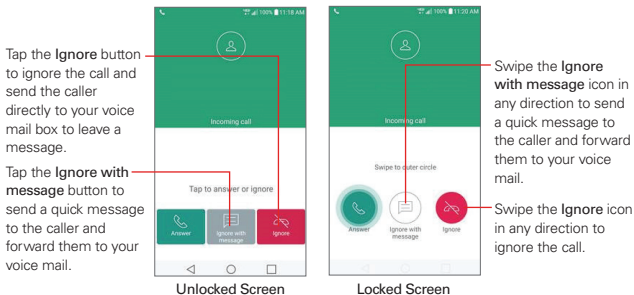 Tap the Ignore button
to ignore the call and
send the caller
directly to your voice
mail box to leave a
message.
Tap the Ignore with
message button to
send a quick message
to the caller and
forward them to your
voice mail.
100% 11:18 AM
Incoming call
Tap to answer or ignore
Answer
Ignore with
message
Ignore
Unlocked Screen
100% 11:20 AM
Incoming call
Swipe to outer circle
Answer
Ignore with
message
Ignore
Locked Screen
Swipe the Ignore
with message icon in
any direction to send
a quick message to
the caller and forward
them to your voice
mail.
Swipe the Ignore icon
in any direction to
ignore the call.